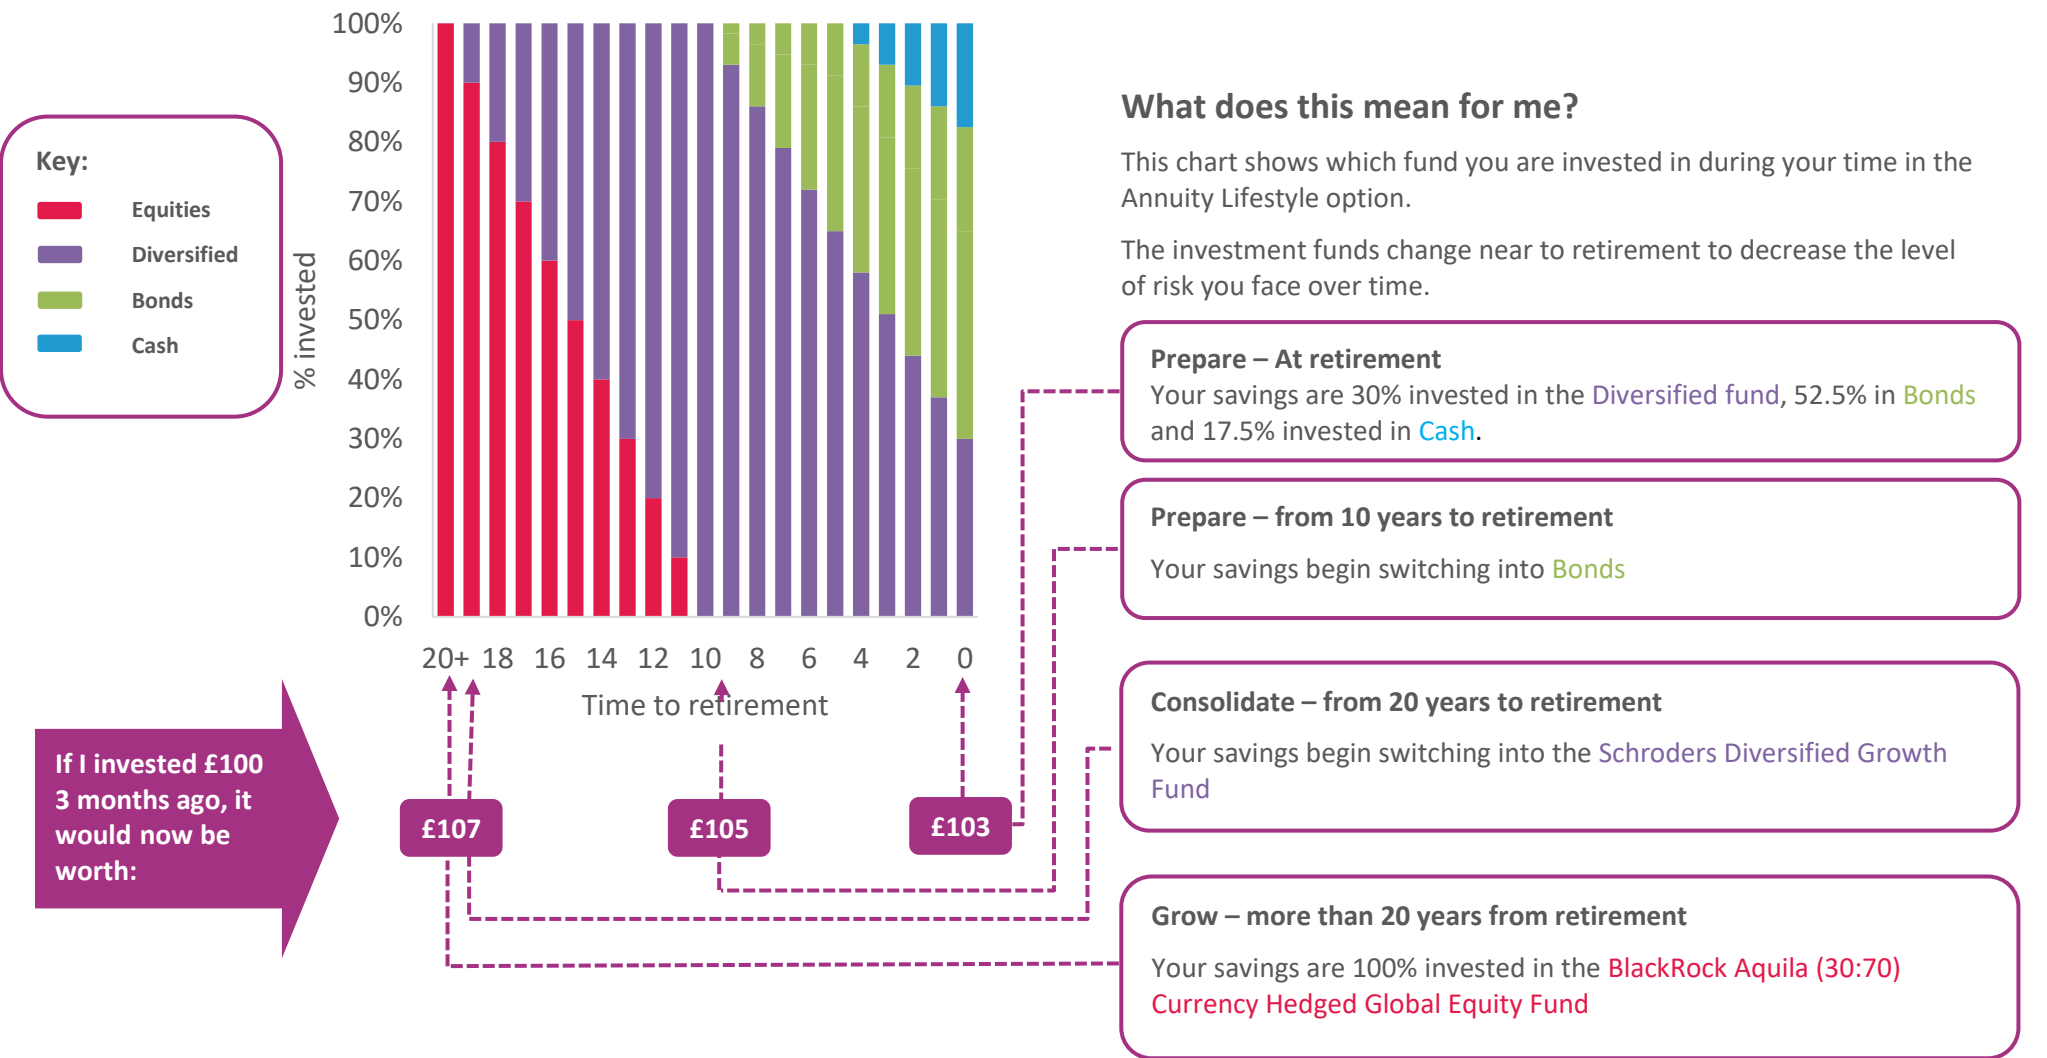 100%
90%
80%
70%
60%
50%
40%
30%
20%
10%
0%
% invested
20+ 18 16 14 12 10 8 6 4 2 0
Time to retirement
Key:
Equities
Diversified
Bonds
Cash
If I invested £100
3 months ago, it
would now be
worth:
£107
£105
£103
What does this mean for me?
This chart shows which fund you are invested in during your time in the
Annuity Lifestyle option.
The investment funds change near to retirement to decrease the level
of risk you face over time.
Prepare – At retirement
Your savings are 30% invested in the Diversified fund, 52.5% in Bonds
and 17.5% invested in Cash.
Prepare – from 10 years to retirement
Your savings begin switching into Bonds
Consolidate – from 20 years to retirement
Your savings begin switching into the Schroders Diversified Growth
Fund
Grow – more than 20 years from retirement
Your savings are 100% invested in the BlackRock Aquila (30:70)
Currency Hedged Global Equity Fund